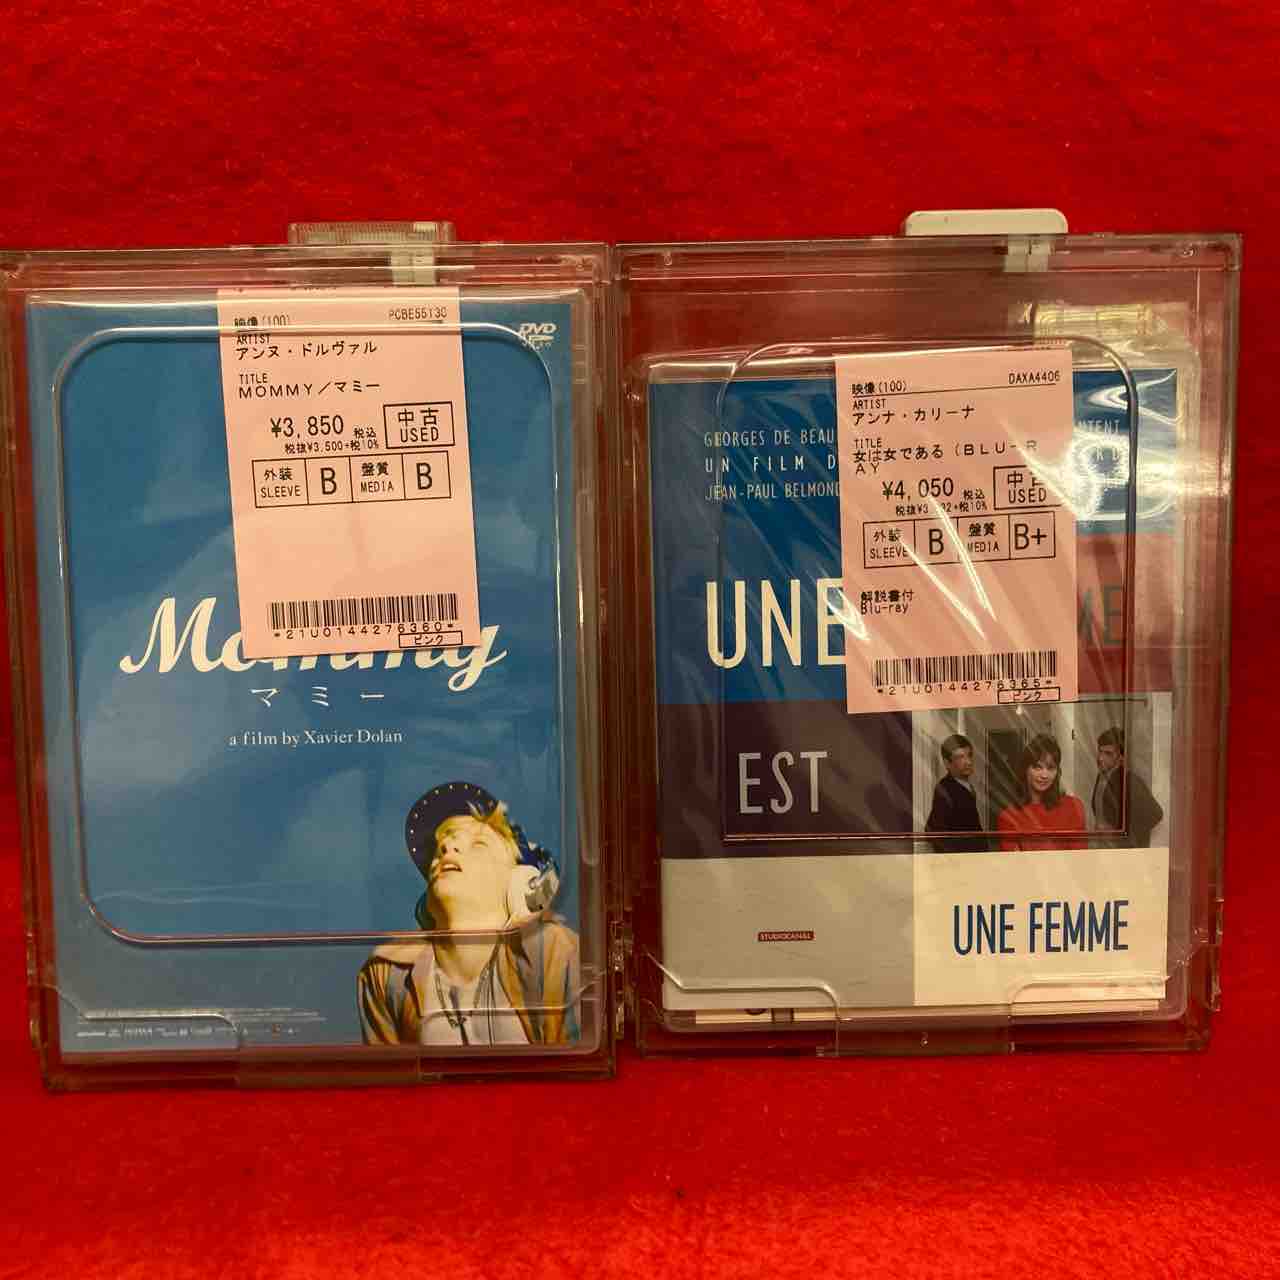 映像(100) PCBE55130
ARTIST
アンヌ・ドルヴァル
TITLE
MOMMY/マミー
¥3,850 税込
税抜¥3,500+税10%
中古
USED
外装
SLEEVE
B
盤質
MEDIA
B
*21U0144276360*
ピンク
DVD
VIDEO
Mommy
マミー
a film by Xavier Dolan
映像(100) DAXA4406
ARTIST
アンナ・カリーナ
TITLE
女は女である(BLU-R
AY
¥4,050 税込
中古
USED
外装
SLEEVE
B
盤質
MEDIA
B+
解説書付
Blu-ray
*21U0144276365*
ピンク
GEORGES DE BEAU
UN FILM D
JEAN-PAUL BELMOND
UNE
EST
STUDIOCANAL
UNE FEMME